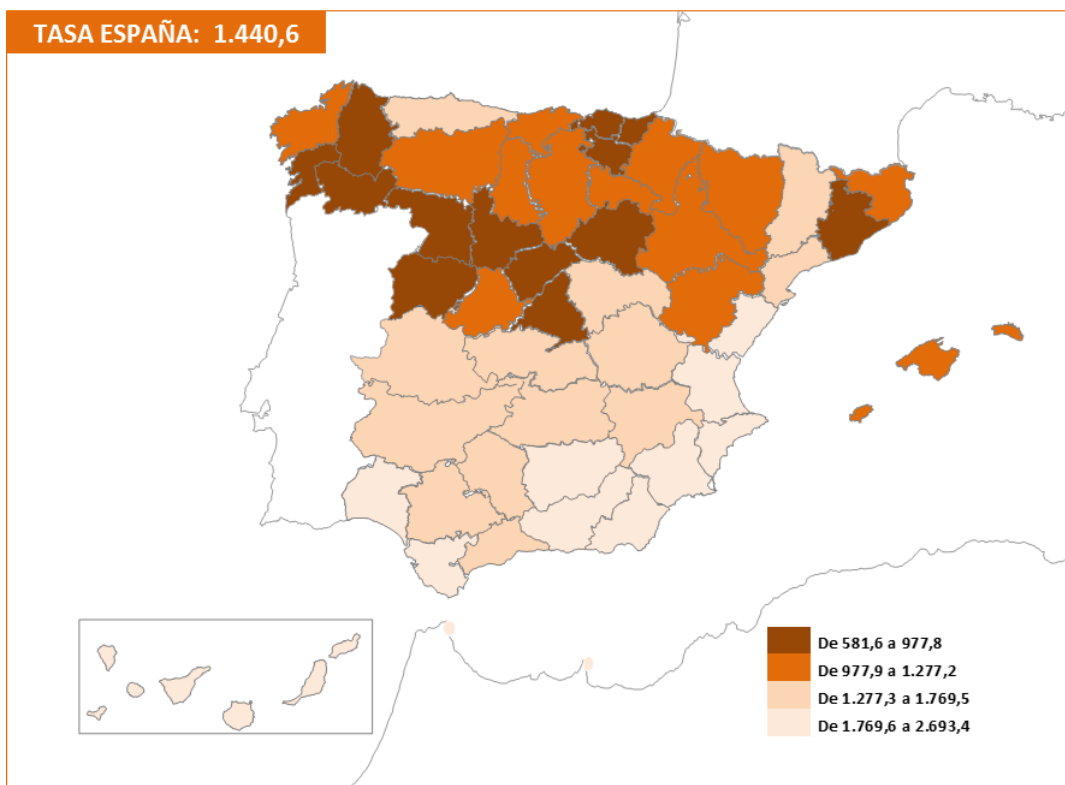 TASA ESPAÑA: 1.440,6
De 581,6 a 977,8
De 977,9 a 1.277,2
De 1.277,3 a 1.769,5
De 1.769,6 a 2.693,4